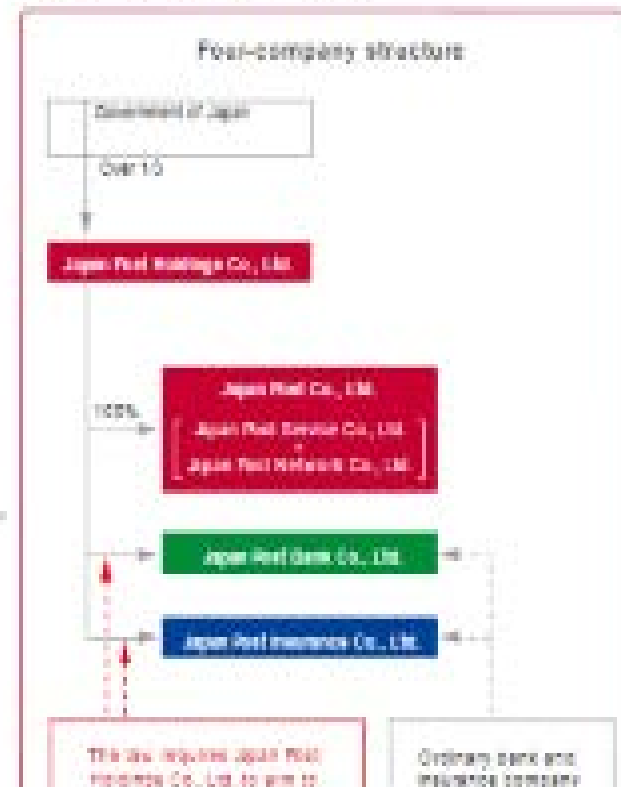 Four-company structure
Government of Japan
Over 1/3
Japan Post Holdings Co., Ltd.
100%
Japan Post Co., Ltd.
Japan Post Service Co., Ltd.
+
Japan Post Network Co., Ltd.
Japan Post Bank Co., Ltd.
Japan Post Insurance Co., Ltd.
The law requires Japan Post
Holdings Co., Ltd. to aim to
Ordinary bank and
insurance company